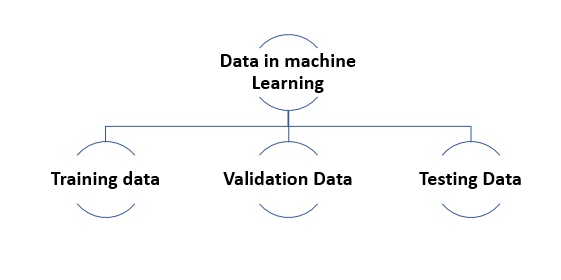 Data in machine
Learning
Training data
Validation Data
Testing Data